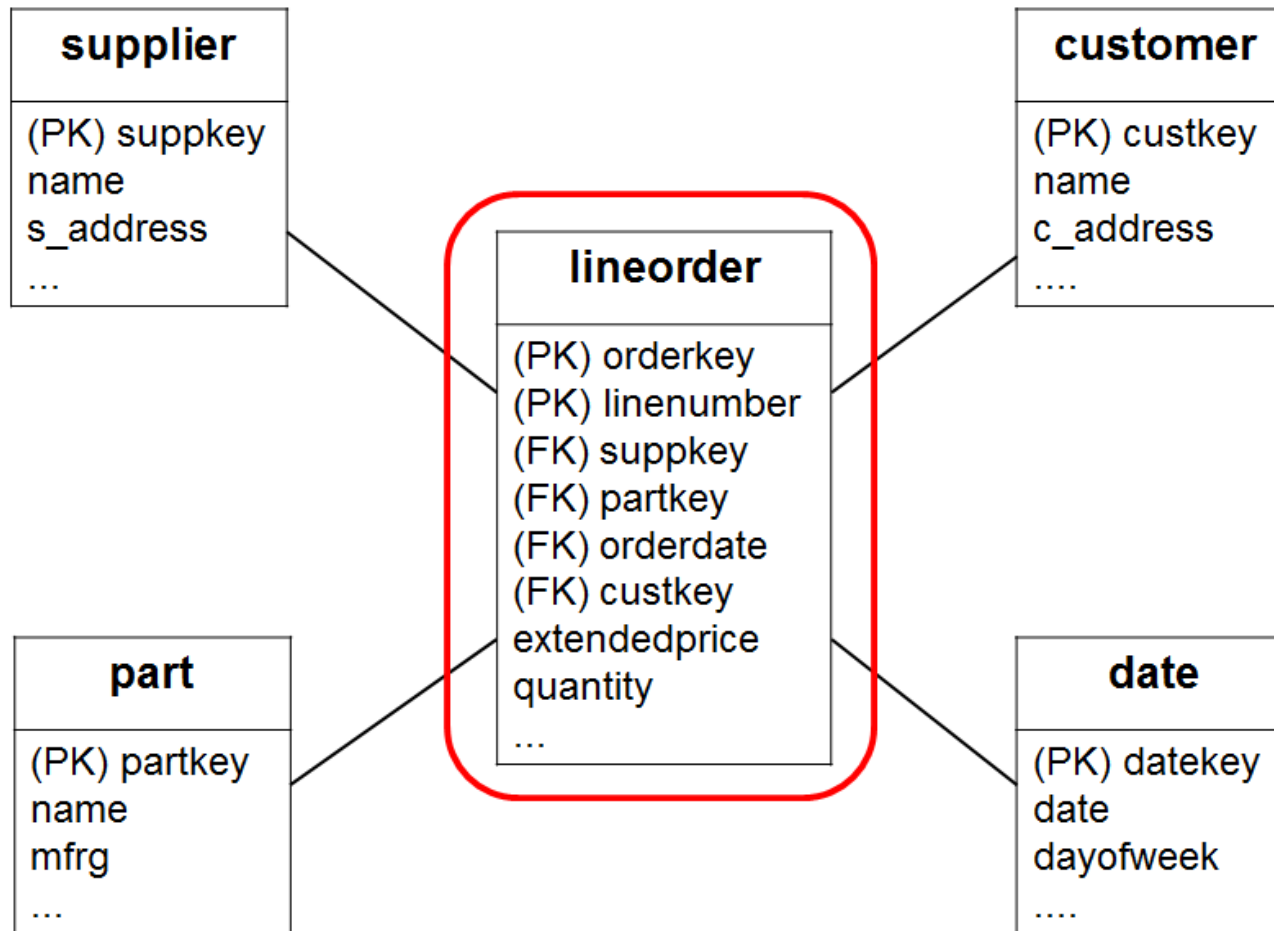 supplier
(PK) suppkey
name
s_address
...
customer
(PK) custkey
name
c_address
....
lineorder
(PK) orderkey
(PK) linenumber
(FK) suppkey
(FK) partkey
(FK) orderdate
(FK) custkey
extendedprice
quantity
...
part
(PK) partkey
name
mfrg
...
date
(PK) datekey
date
dayofweek
....